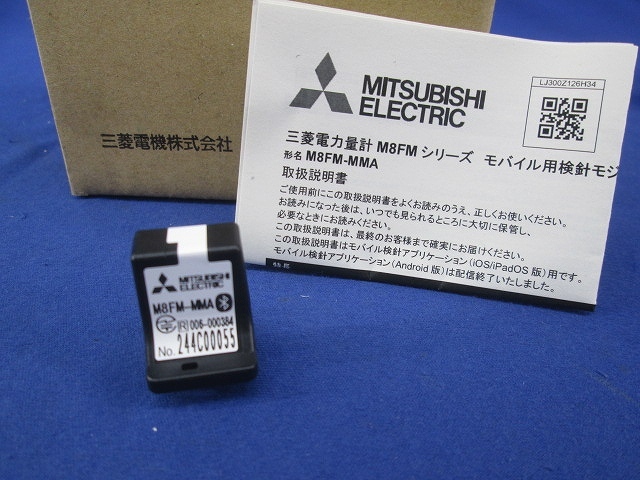 三菱電機株式会社
MITSUBISHI
ELECTRIC
LJ300Z126H34
三菱電力量計 M8FM シリーズ モバイル用検針モジ
形名 M8FM-MMA
取扱説明書
ご使用前にこの取扱説明書をよくお読みのうえ、正しくお使いください。
お読みになった後は、いつでも見られるところに大切に保管し、
必要なときにお読みください。
この取扱説明書は、最終のお客様まで確実にお届けください。
この取扱説明書はモバイル検針アプリケーション（iOS/iPadOS 版）用です。
モバイル検針アプリケーション（Android 版）は配信終了いたしました。
MITSUBISHI
ELECTRIC
M8FM-MMA
R 006-000384
No. 244C00055